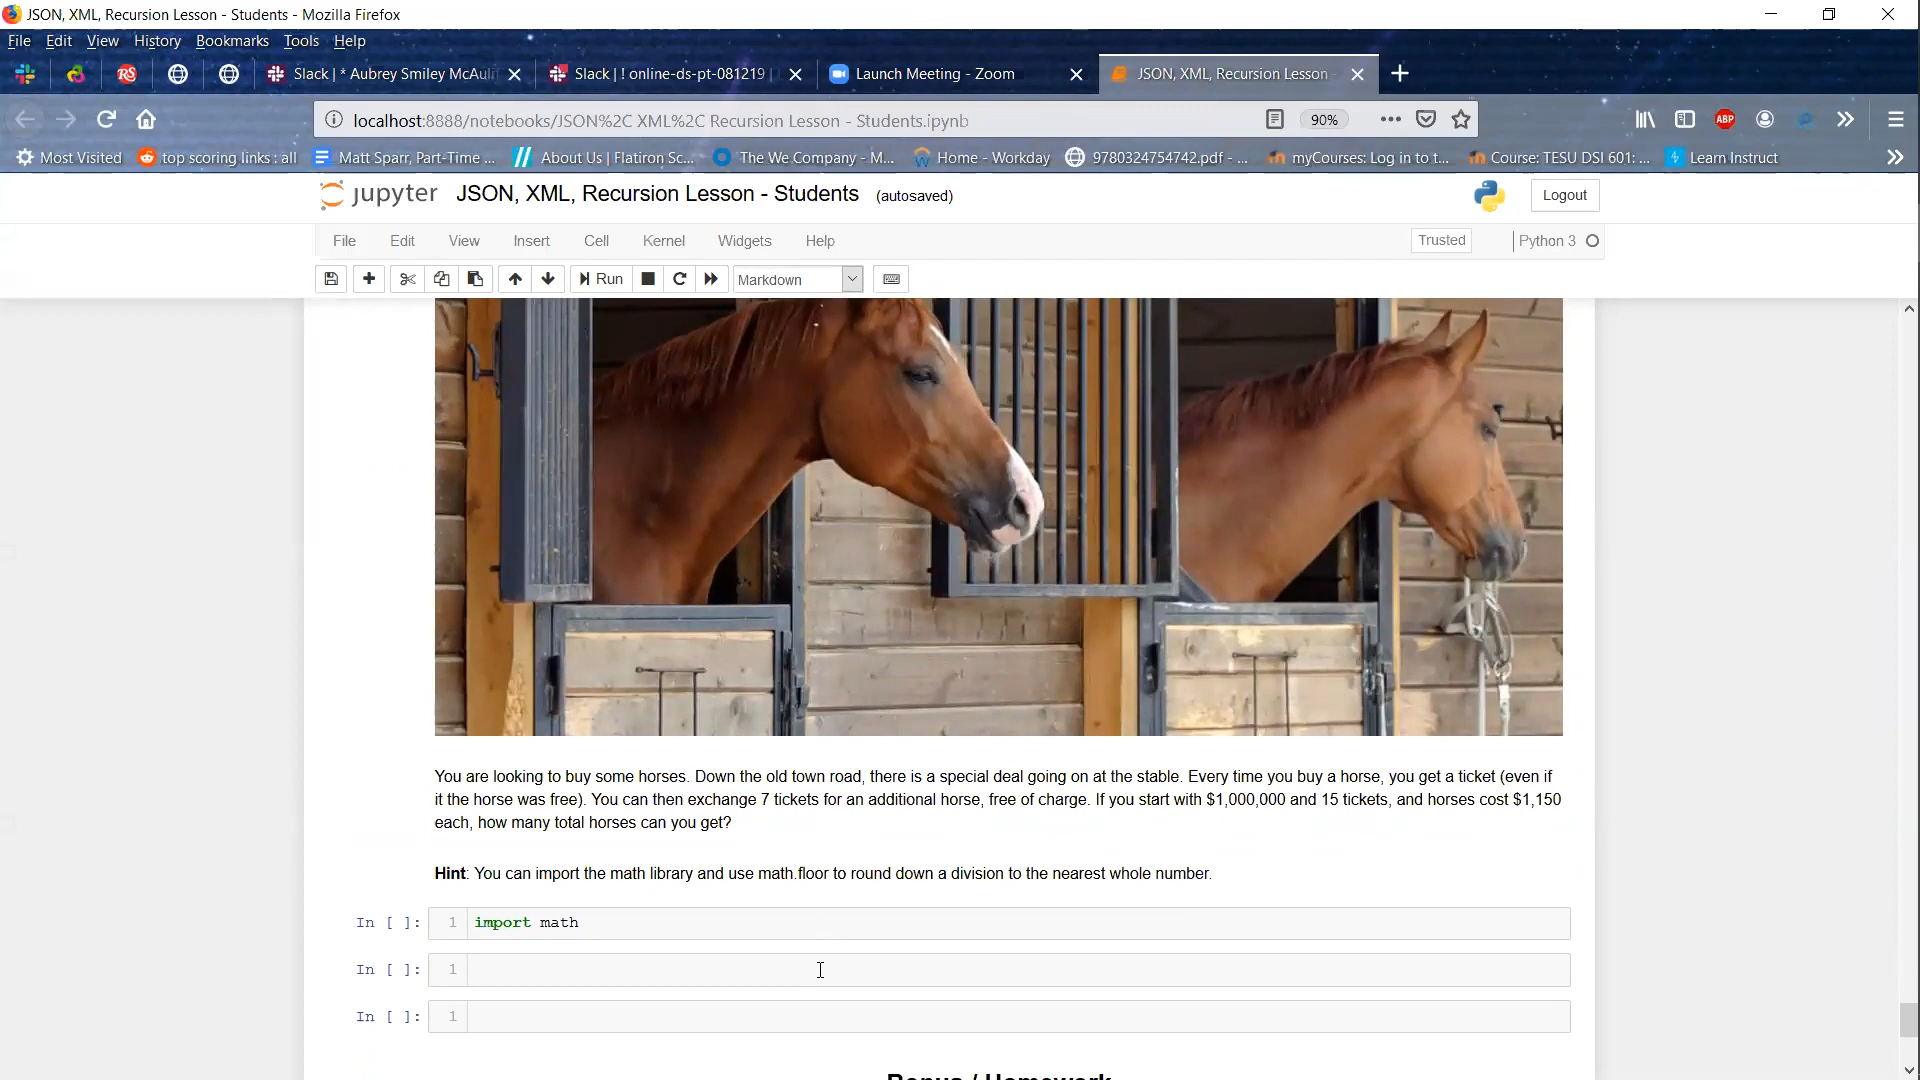 JSON, XML, Recursion Lesson - Students - Mozilla Firefox
File Edit View History Bookmarks Tools Help
Slack | * Aubrey Smiley McAuli
Slack | ! online-ds-pt-081219 |
Launch Meeting - Zoom
JSON, XML, Recursion Lesson -
localhost:8888/notebooks/JSON%2C XML%2C Recursion Lesson - Students.ipynb
90%
ABP
Most Visited
top scoring links : all
Matt Sparr, Part-Time ...
About Us | Flatiron Sc...
The We Company - M...
Home - Workday
9780324754742.pdf - ...
myCourses: Log in to t...
Course: TESU DSI 601: ...
Learn Instruct
jupyter JSON, XML, Recursion Lesson - Students (autosaved)
Logout
File Edit View Insert Cell Kernel Widgets Help
Trusted
Python 3
Run
Markdown
You are looking to buy some horses. Down the old town road, there is a special deal going on at the stable. Every time you buy a horse, you get a ticket (even if
it the horse was free). You can then exchange 7 tickets for an additional horse, free of charge. If you start with $1,000,000 and 15 tickets, and horses cost $1,150
each, how many total horses can you get?
Hint: You can import the math library and use math.floor to round down a division to the nearest whole number.
In [ ]: 1 import math
In [ ]: 1
In [ ]: 1
Bonus / Homework